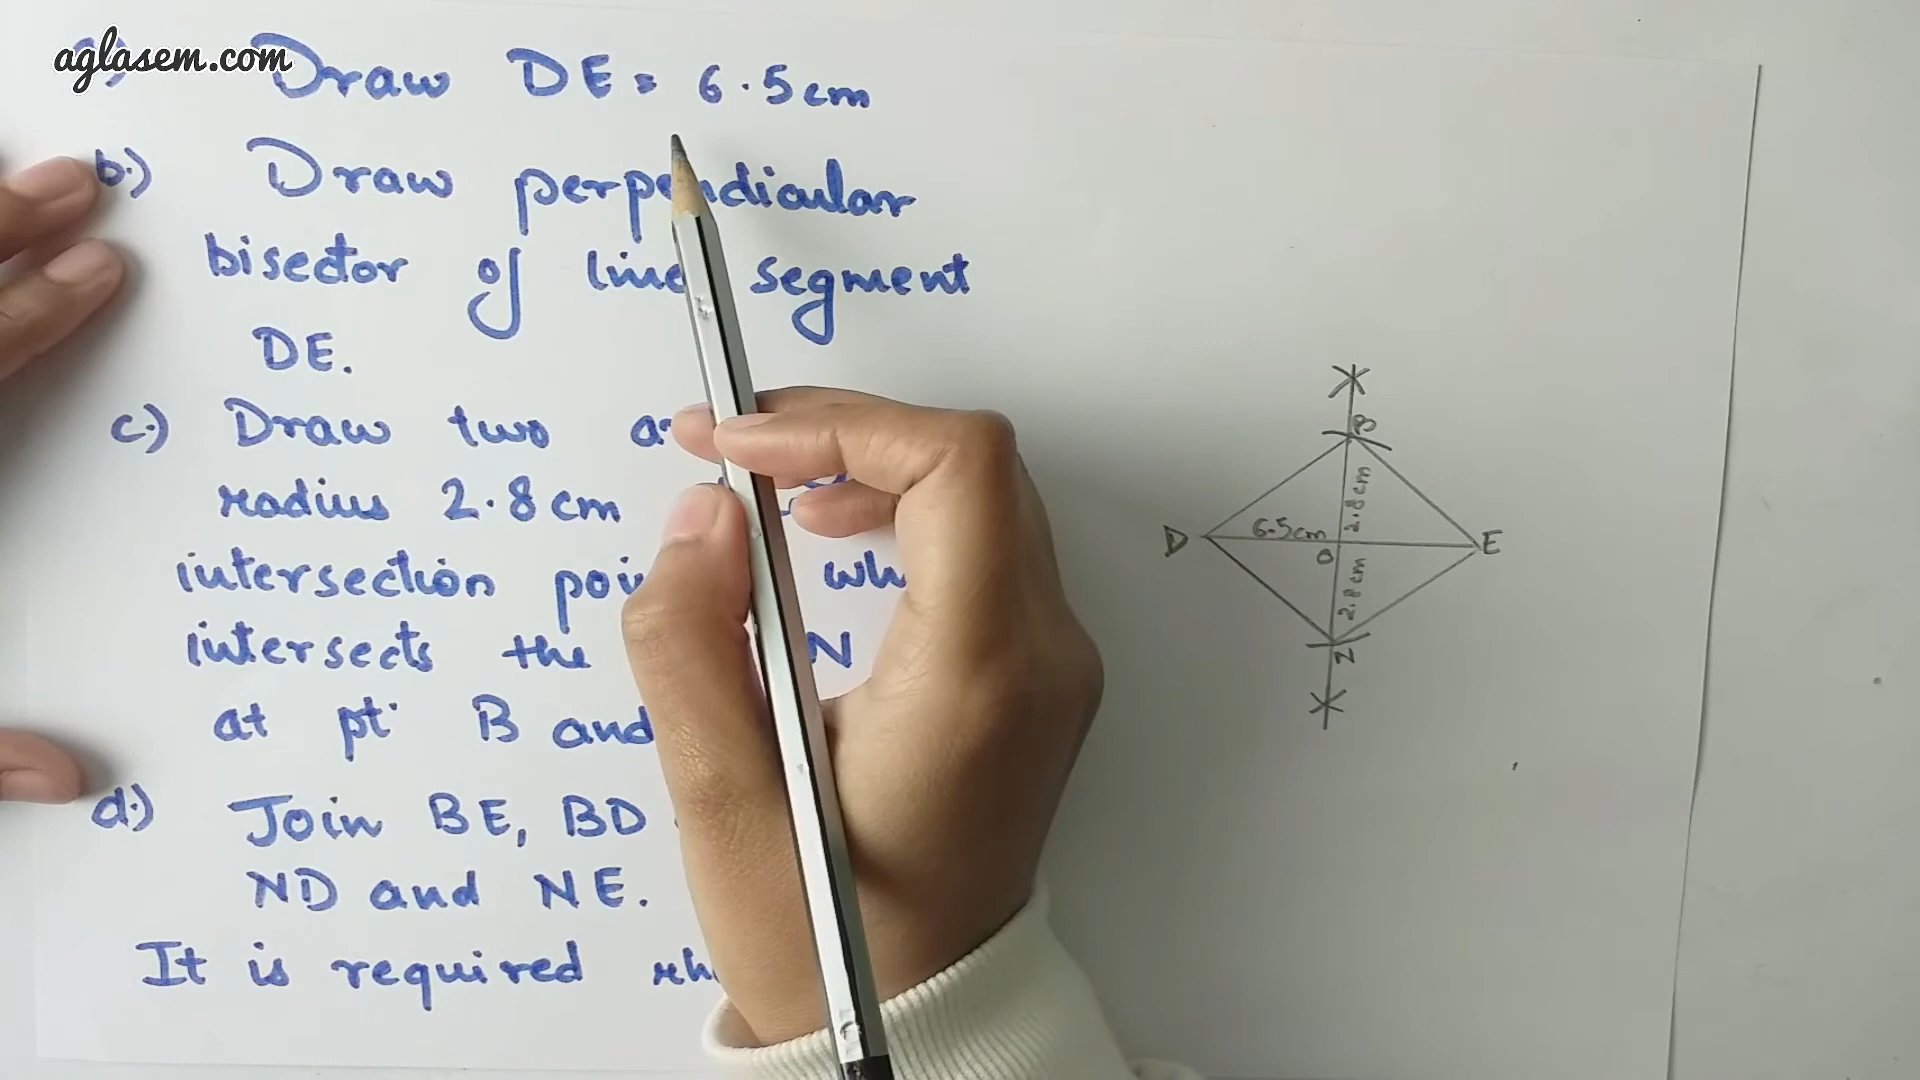 aglasem.com
Draw DE = 6.5cm
b.) Draw perpendicular
bisector of line segment
DE.
c.) Draw two
radius 2.8cm
intersection
intersects the N
at pt. B and
d.) Join BE, BD
ND and NE.
It is required
B
2.8cm
D 6.5cm E
O
2.8cm
N